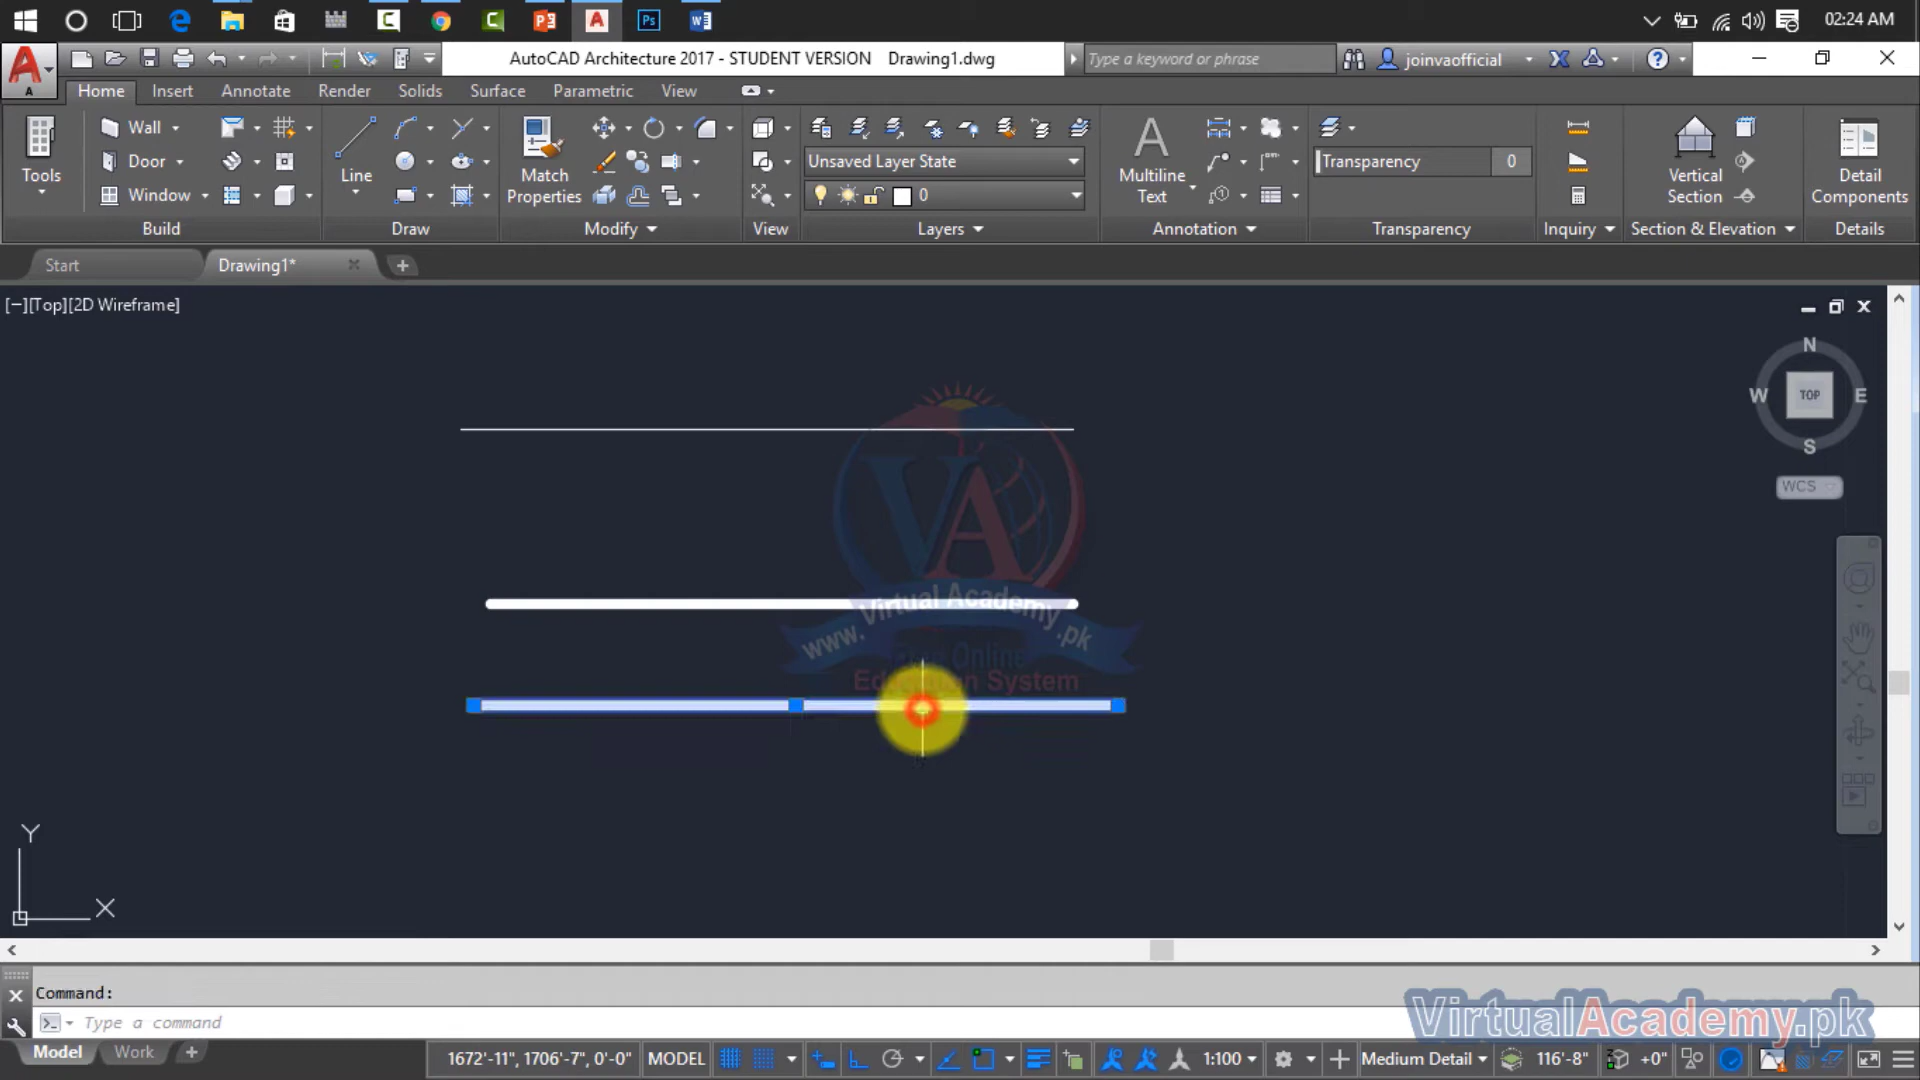 02:24 AM
AutoCAD Architecture 2017 - STUDENT VERSION Drawing1.dwg
Type a keyword or phrase
joinvaofficial
Home Insert Annotate Render Solids Surface Parametric View
Tools
Wall
Door
Window
Line
Match
Properties
Unsaved Layer State
0
Multiline
Text
Transparency 0
Vertical
Section
Detail
Components
Build Draw Modify View Layers Annotation Transparency Inquiry Section & Elevation Details
Start Drawing1*
[−][Top][2D Wireframe]
N
W TOP E
S
WCS
VA
www.Virtual Academy.pk
Free Online
Education System
Y
X
Command:
Type a command
VirtualAcademy.pk
Model Work
1672'-11", 1706'-7", 0'-0" MODEL 1:100 Medium Detail 116'-8" +0"